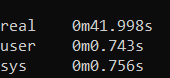 real    0m41.998s
user    0m0.743s
sys     0m0.756s